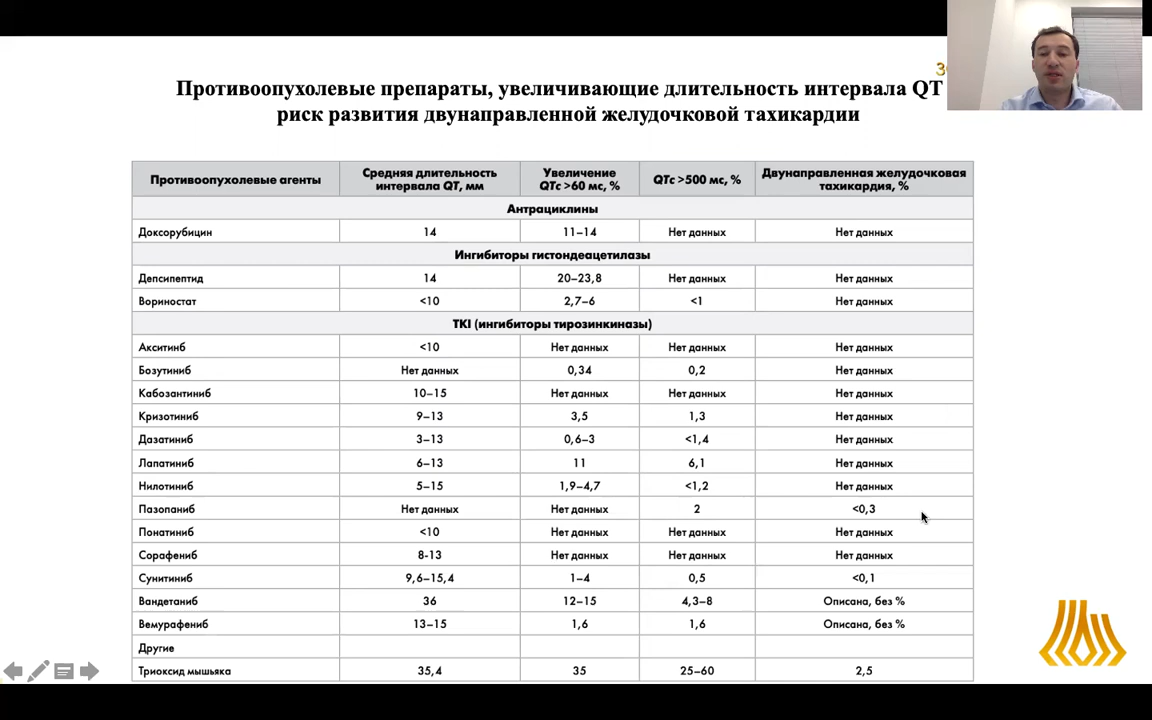 Противоопухолевые препараты, увеличивающие длительность интервала QT
риск развития двунаправленной желудочковой тахикардии
Противоопухолевые агенты Средняя длительность интервала QT, мм Увеличение QTc >60 мс, % QTc >500 мс, % Двунаправленная желудочковая тахикардия, %
Антрациклины
Доксорубицин 14 11–14 Нет данных Нет данных
Ингибиторы гистондеацетилазы
Депсипептид 14 20–23,8 Нет данных Нет данных
Вориностат <10 2,7–6 <1 Нет данных
TKI (ингибиторы тирозинкиназы)
Акситинб <10 Нет данных Нет данных Нет данных
Бозутиниб Нет данных 0,34 0,2 Нет данных
Кабозантиниб 10–15 Нет данных Нет данных Нет данных
Кризотиниб 9–13 3,5 1,3 Нет данных
Дазатиниб 3–13 0,6–3 <1,4 Нет данных
Лапатиниб 6–13 11 6,1 Нет данных
Нилотиниб 5–15 1,9–4,7 <1,2 Нет данных
Пазопаниб Нет данных Нет данных 2 <0,3
Понатиниб <10 Нет данных Нет данных Нет данных
Сорафениб 8-13 Нет данных Нет данных Нет данных
Сунитиниб 9,6–15,4 1–4 0,5 <0,1
Вандетаниб 36 12–15 4,3–8 Описана, без %
Вемурафениб 13–15 1,6 1,6 Описана, без %
Другие
Триоксид мышьяка 35,4 35 25–60 2,5